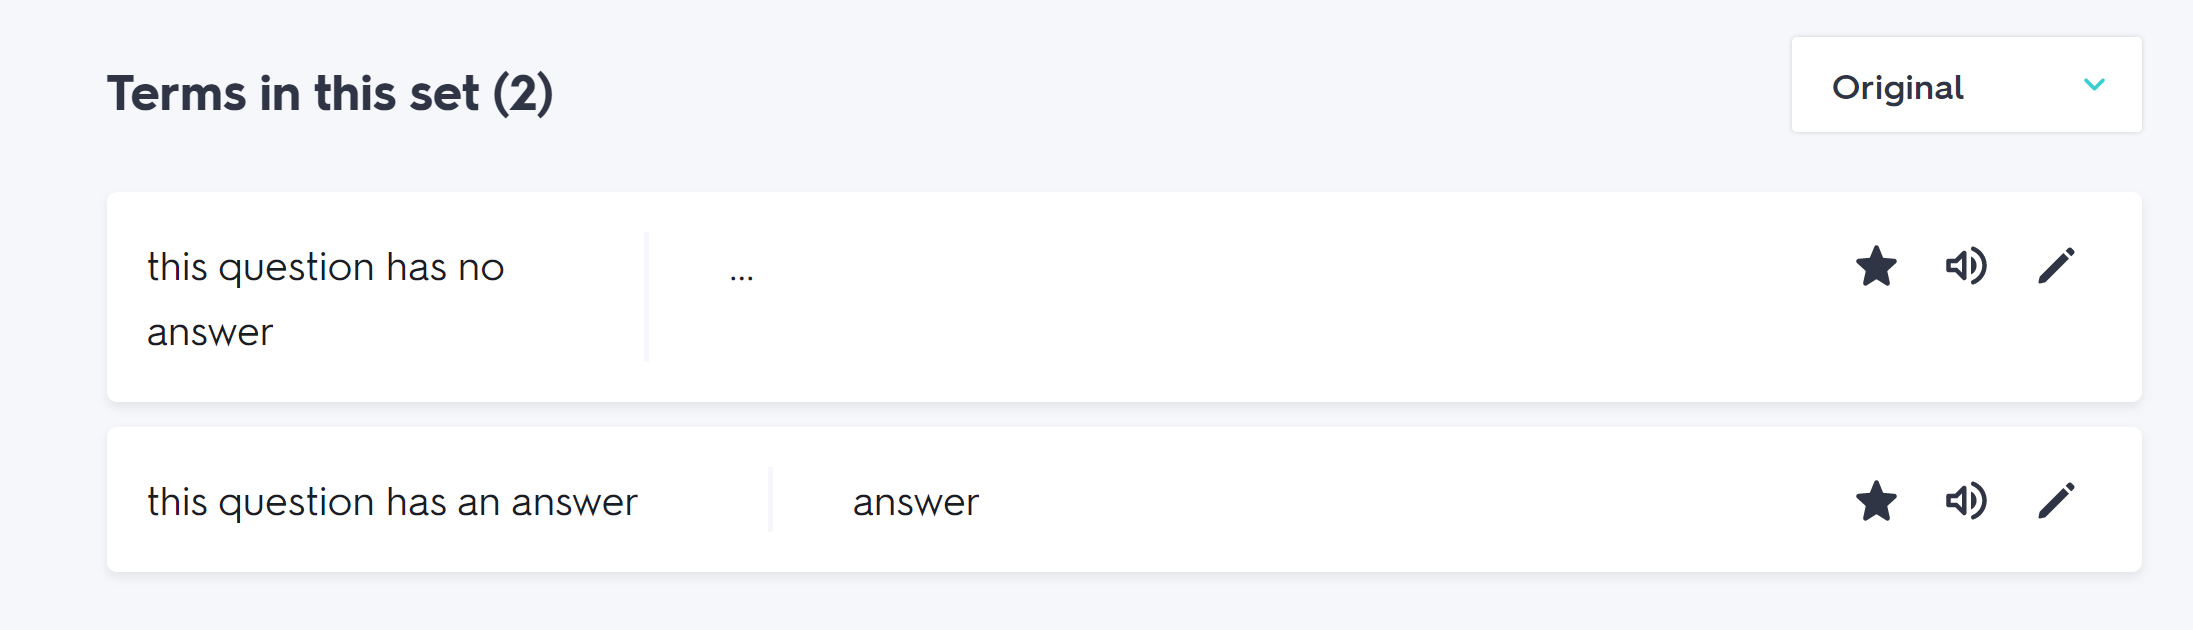 Terms in this set (2)
Original
this question has no
answer
...
this question has an answer
answer